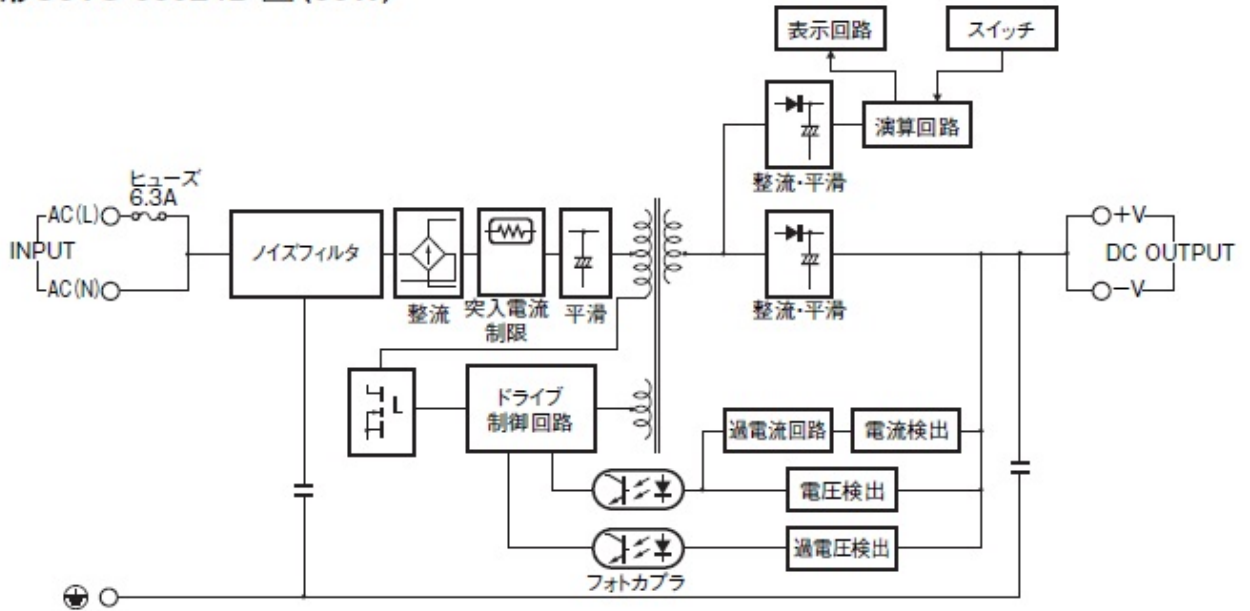 表示回路
スイッチ
演算回路
整流・平滑
ヒューズ
6.3A
AC(L)
INPUT
AC(N)
ノイズフィルタ
整流
突入電流
制限
平滑
整流・平滑
+V
DC OUTPUT
−V
ドライブ
制御回路
過電流回路
電流検出
電圧検出
過電圧検出
フォトカプラ